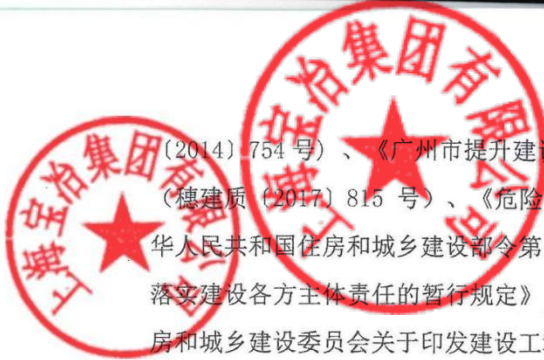 上海宝冶集团有限公司
上海宝冶集团有限公司
〔2014〕754 号）、《广州市提升建设
（穗建质〔2017〕815 号）、《危险
华人民共和国住房和城乡建设部令第
落实建设各方主体责任的暂行规定》
房和城乡建设委员会关于印发建设工